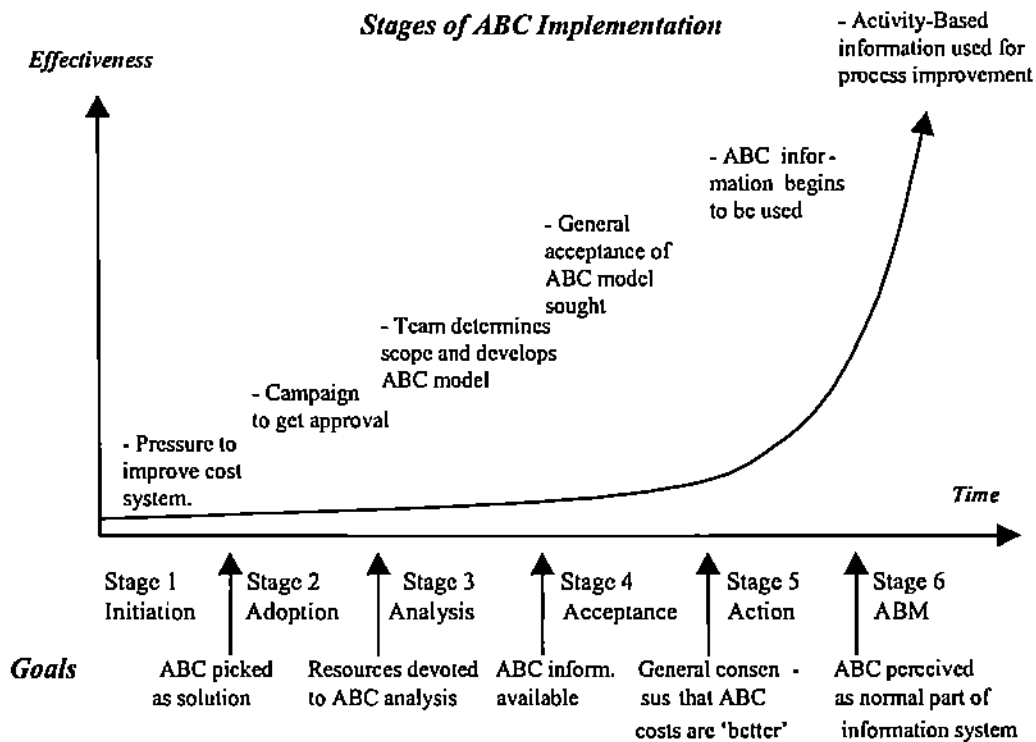 Stages of ABC Implementation
Effectiveness
- Activity-Based
information used for
process improvement
- ABC infor-
mation begins
to be used
- General
acceptance of
ABC model
sought
- Team determines
scope and develops
ABC model
- Campaign
to get approval
- Pressure to
improve cost
system.
Time
Stage 1
Initiation
Stage 2
Adoption
Stage 3
Analysis
Stage 4
Acceptance
Stage 5
Action
Stage 6
ABM
Goals
ABC picked
as solution
Resources devoted
to ABC analysis
ABC inform.
available
General consen -
sus that ABC
costs are 'better'
ABC perceived
as normal part of
information system